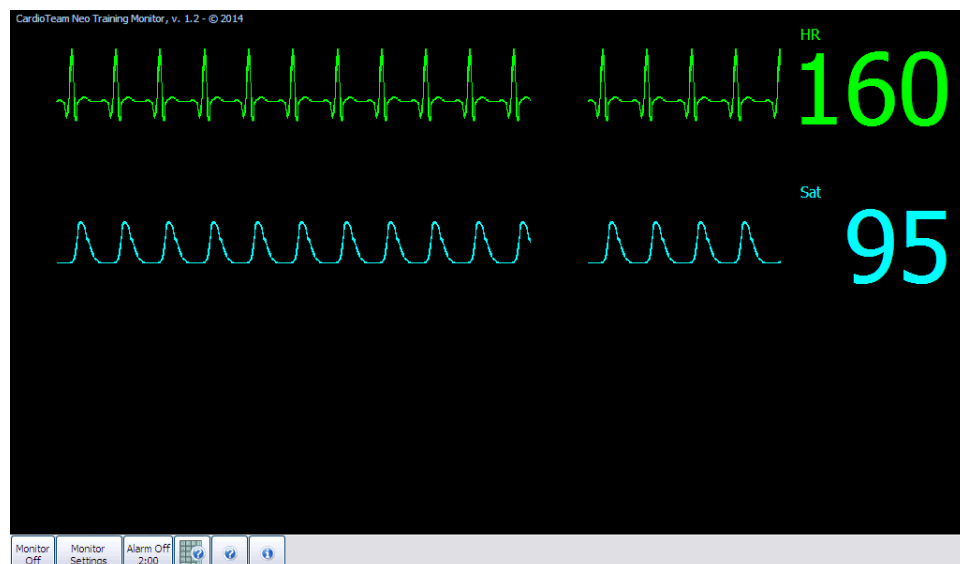 CardioTeam Neo Training Monitor, v. 1.2 - © 2014
HR
160
Sat
95
Monitor Off
Monitor Settings
Alarm Off 2:00